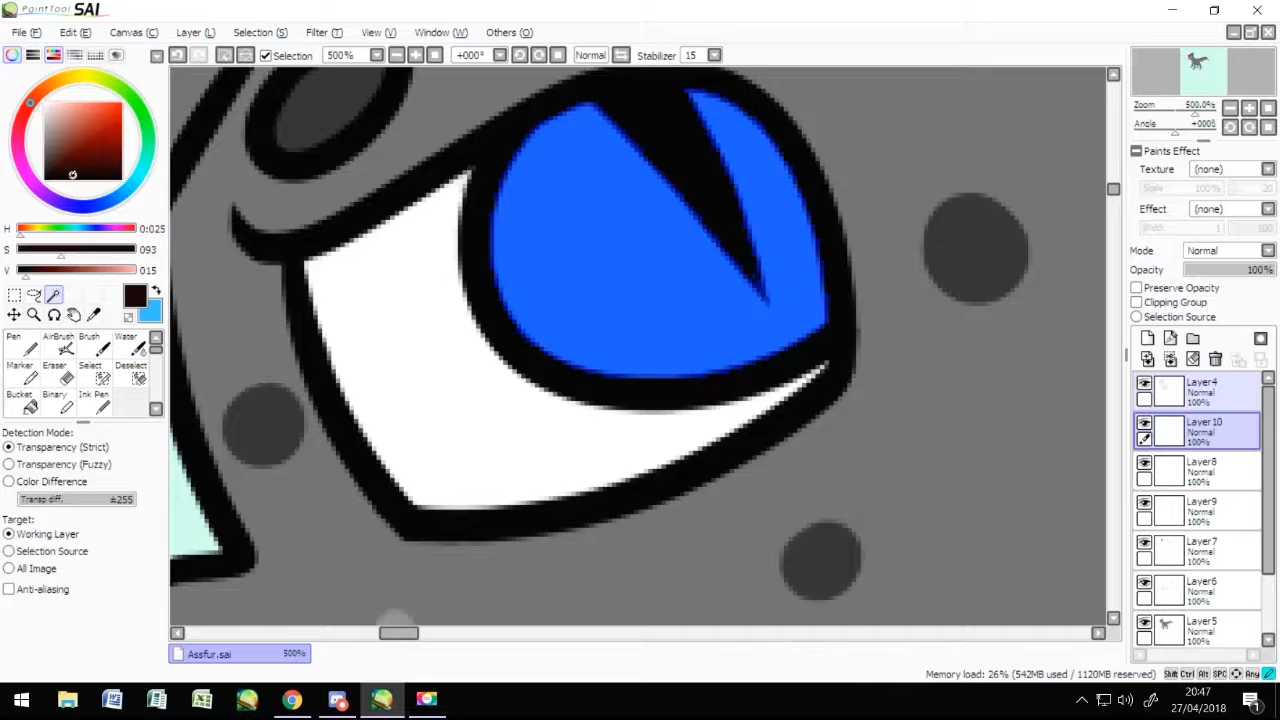 PaintTool SAI
File (F) Edit (E) Canvas (C) Layer (L) Selection (S) Filter (T) View (V) Window (W) Others (O)
Selection 500% +000° Normal Stabilizer 15
Zoom 500.0%
Angle +0008
Paints Effect
Texture (none)
Scale 100% 20
Effect (none)
Width 1 100
Mode Normal
Opacity 100%
Preserve Opacity
Clipping Group
Selection Source
H 0:025
S 093
V 015
Pen AirBrush Brush Water
Marker Eraser Select Deselect
Bucket Binary Ink Pen
Detection Mode:
Transparency (Strict)
Transparency (Fuzzy)
Color Difference
Transp diff. ±255
Target:
Working Layer
Selection Source
All Image
Anti-aliasing
Layer4
Normal
100%
Layer10
Normal
100%
Layer8
Normal
100%
Layer9
Normal
100%
Layer7
Normal
100%
Layer6
Normal
100%
Layer5
Normal
100%
Assfur.sai 500%
Memory load: 26% (542MB used / 1120MB reserved) Shift Ctrl Alt SPC Any
20:47
27/04/2018
1